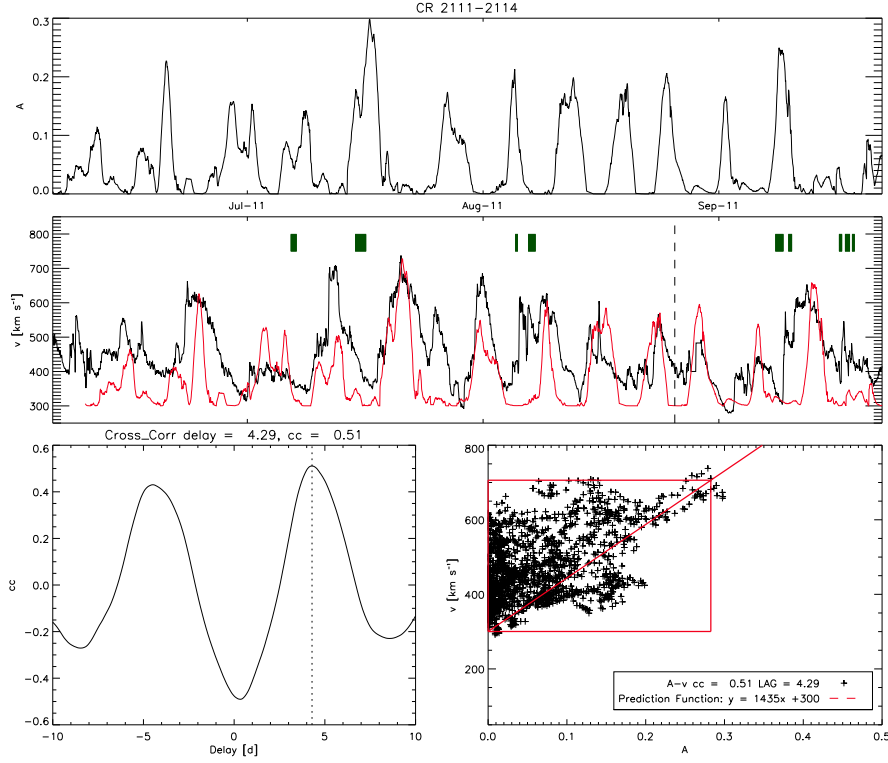 CR 2111–2114
0.3
0.2
0.1
0.0
A
Jul–11
Aug–11
Sep–11
800
700
600
500
400
300
v [km s⁻¹]
Cross_Corr delay = 4.29, cc = 0.51
0.6
0.4
0.2
0.0
−0.2
−0.4
−0.6
cc
−10
−5
0
5
10
Delay [d]
800
600
400
200
v [km s⁻¹]
A–v cc = 0.51 LAG = 4.29
Prediction Function: y = 1435x +300
0.0
0.1
0.2
0.3
0.4
0.5
A